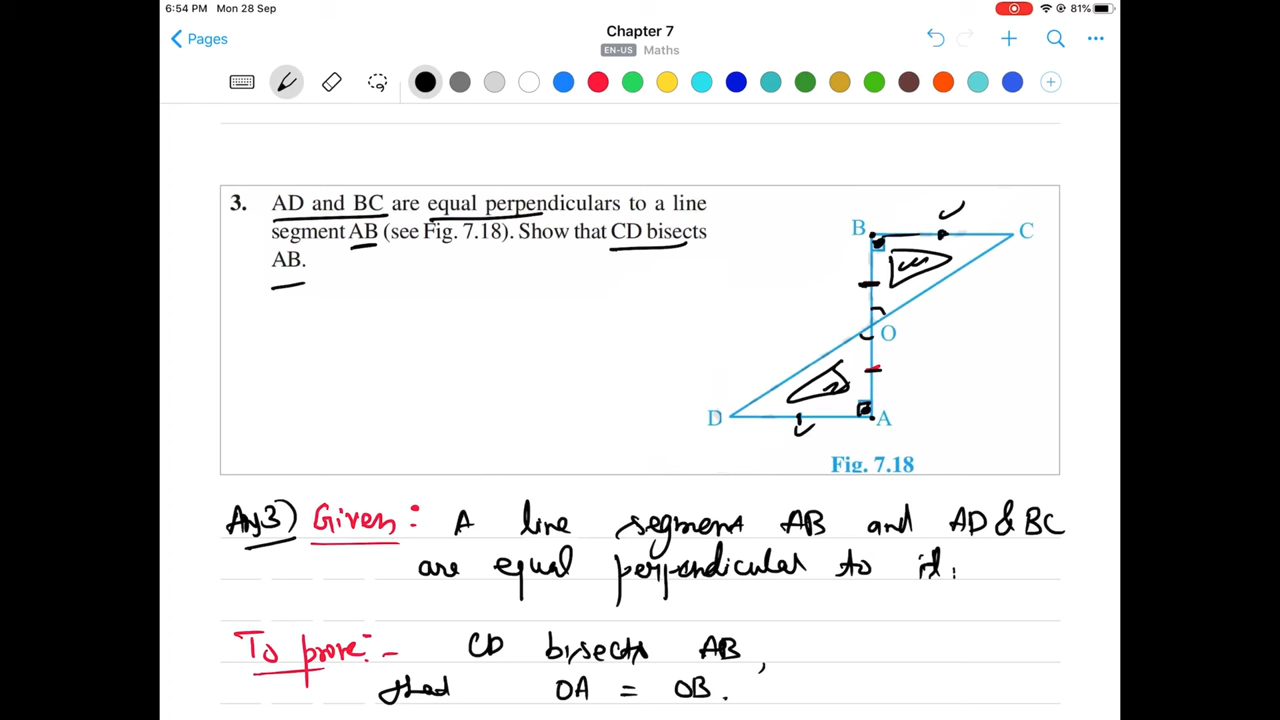 6:54 PM Mon 28 Sep
81%
Pages
Chapter 7
EN-US Maths
3. AD and BC are equal perpendiculars to a line
segment AB (see Fig. 7.18). Show that CD bisects
AB.
B
C
O
D
A
Fig. 7.18
Ans3) Given: A line segment AB and AD & BC
are equal perpendicular to it.
To prove:- CD bisects AB,
that OA = OB.